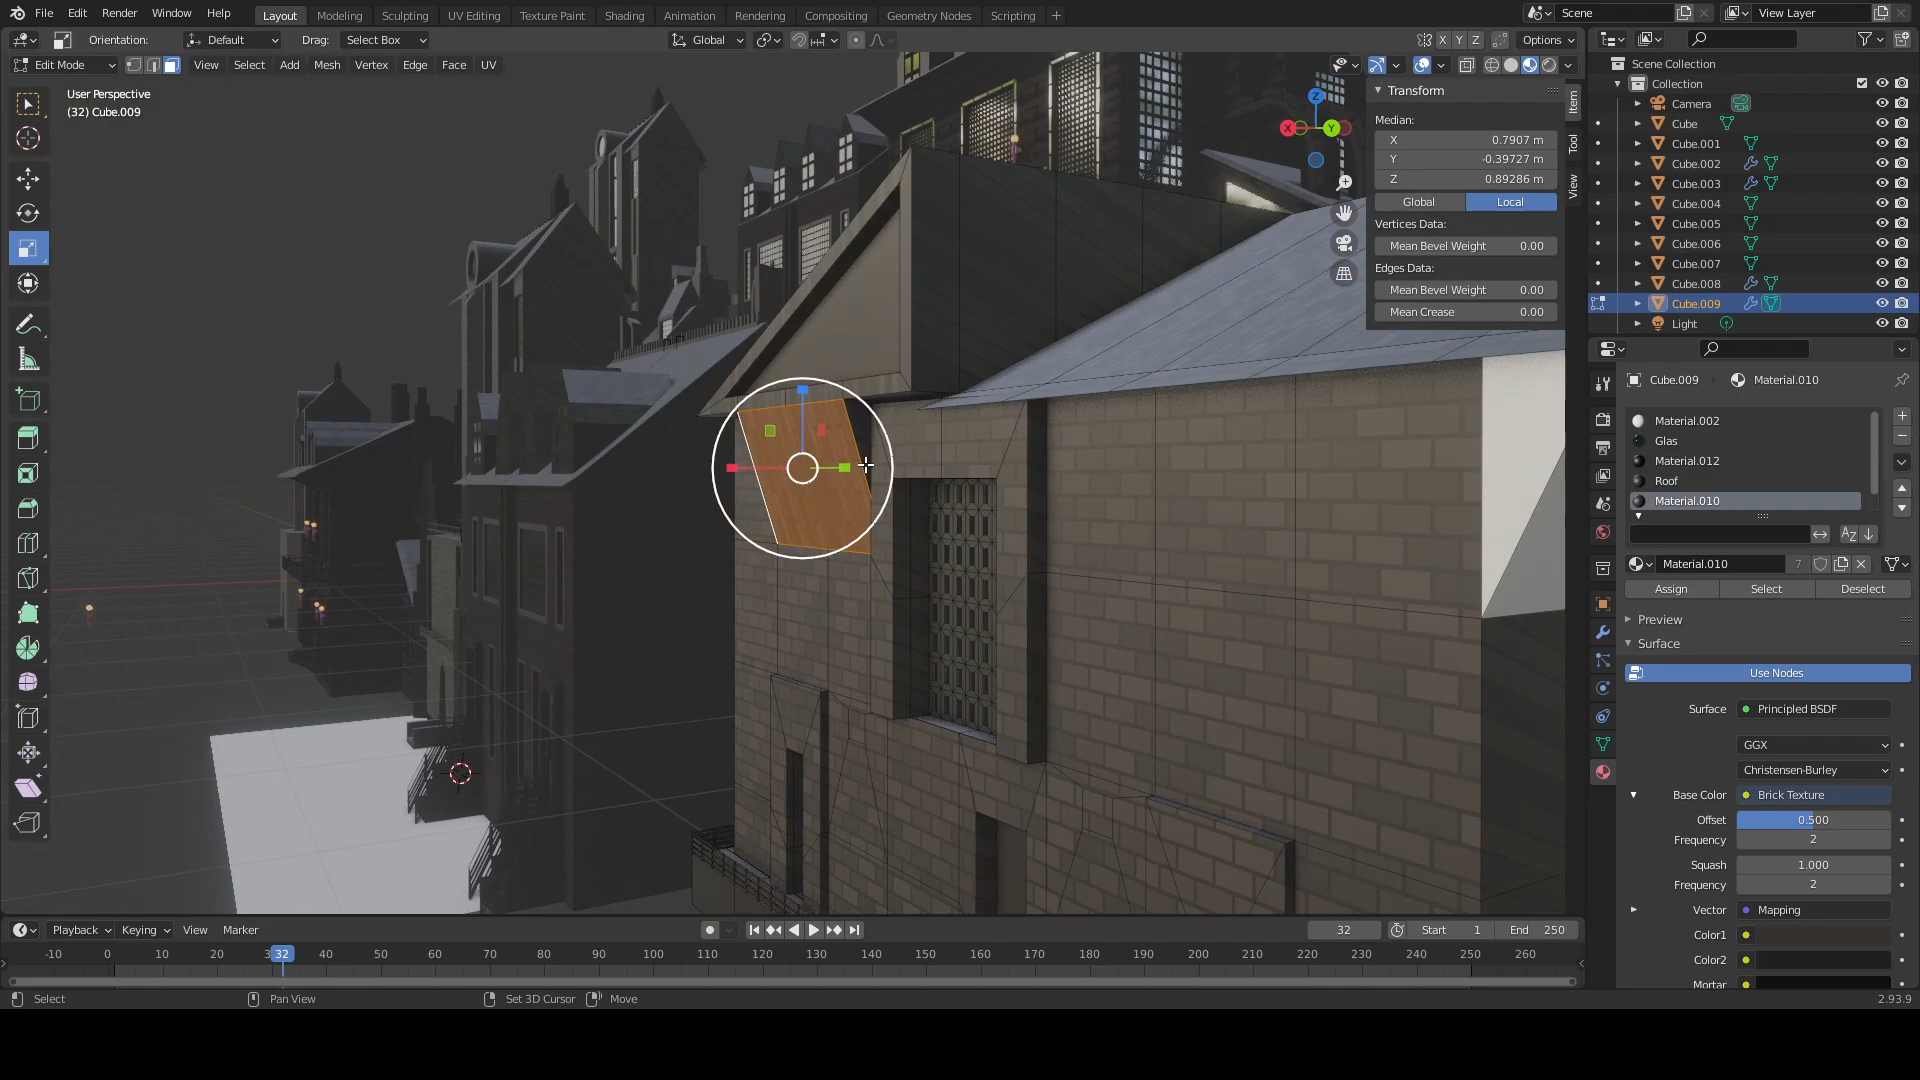 File Edit Render Window Help Layout Modeling Sculpting UV Editing Texture Paint Shading Animation Rendering Compositing Geometry Nodes Scripting + Scene View Layer
Orientation: Default Drag: Select Box Global X Y Z Options
Edit Mode View Select Add Mesh Vertex Edge Face UV
User Perspective
(32) Cube.009
Z
X
Y
Transform
Median:
X 0.7907 m
Y -0.39727 m
Z 0.89286 m
Global Local
Vertices Data:
Mean Bevel Weight 0.00
Edges Data:
Mean Bevel Weight 0.00
Mean Crease 0.00
Item
Tool
View
Scene Collection
Collection
Camera
Cube
Cube.001
Cube.002
Cube.003
Cube.004
Cube.005
Cube.006
Cube.007
Cube.008
Cube.009
Light
Cube.009 Material.010
Material.002
Glas
Material.012
Roof
Material.010
Material.010 7
Assign Select Deselect
Preview
Surface
Use Nodes
Surface Principled BSDF
GGX
Christensen-Burley
Base Color Brick Texture
Offset 0.500
Frequency 2
Squash 1.000
Frequency 2
Vector Mapping
Color1
Color2
Mortar
Playback Keying View Marker 32 Start 1 End 250
-10 0 10 20 3 32 40 50 60 70 80 90 100 110 120 130 140 150 160 170 180 190 200 210 220 230 240 250 260
Select Pan View Set 3D Cursor Move 2.93.9